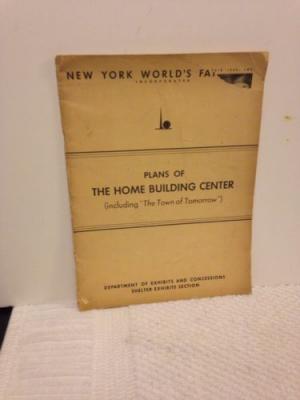 NEW YORK WORLD'S FA
INCORPORATED
PLANS OF
THE HOME BUILDING CENTER
(including "The Town of Tomorrow")
DEPARTMENT OF EXHIBITS AND CONCESSIONS
SHELTER EXHIBITS SECTION